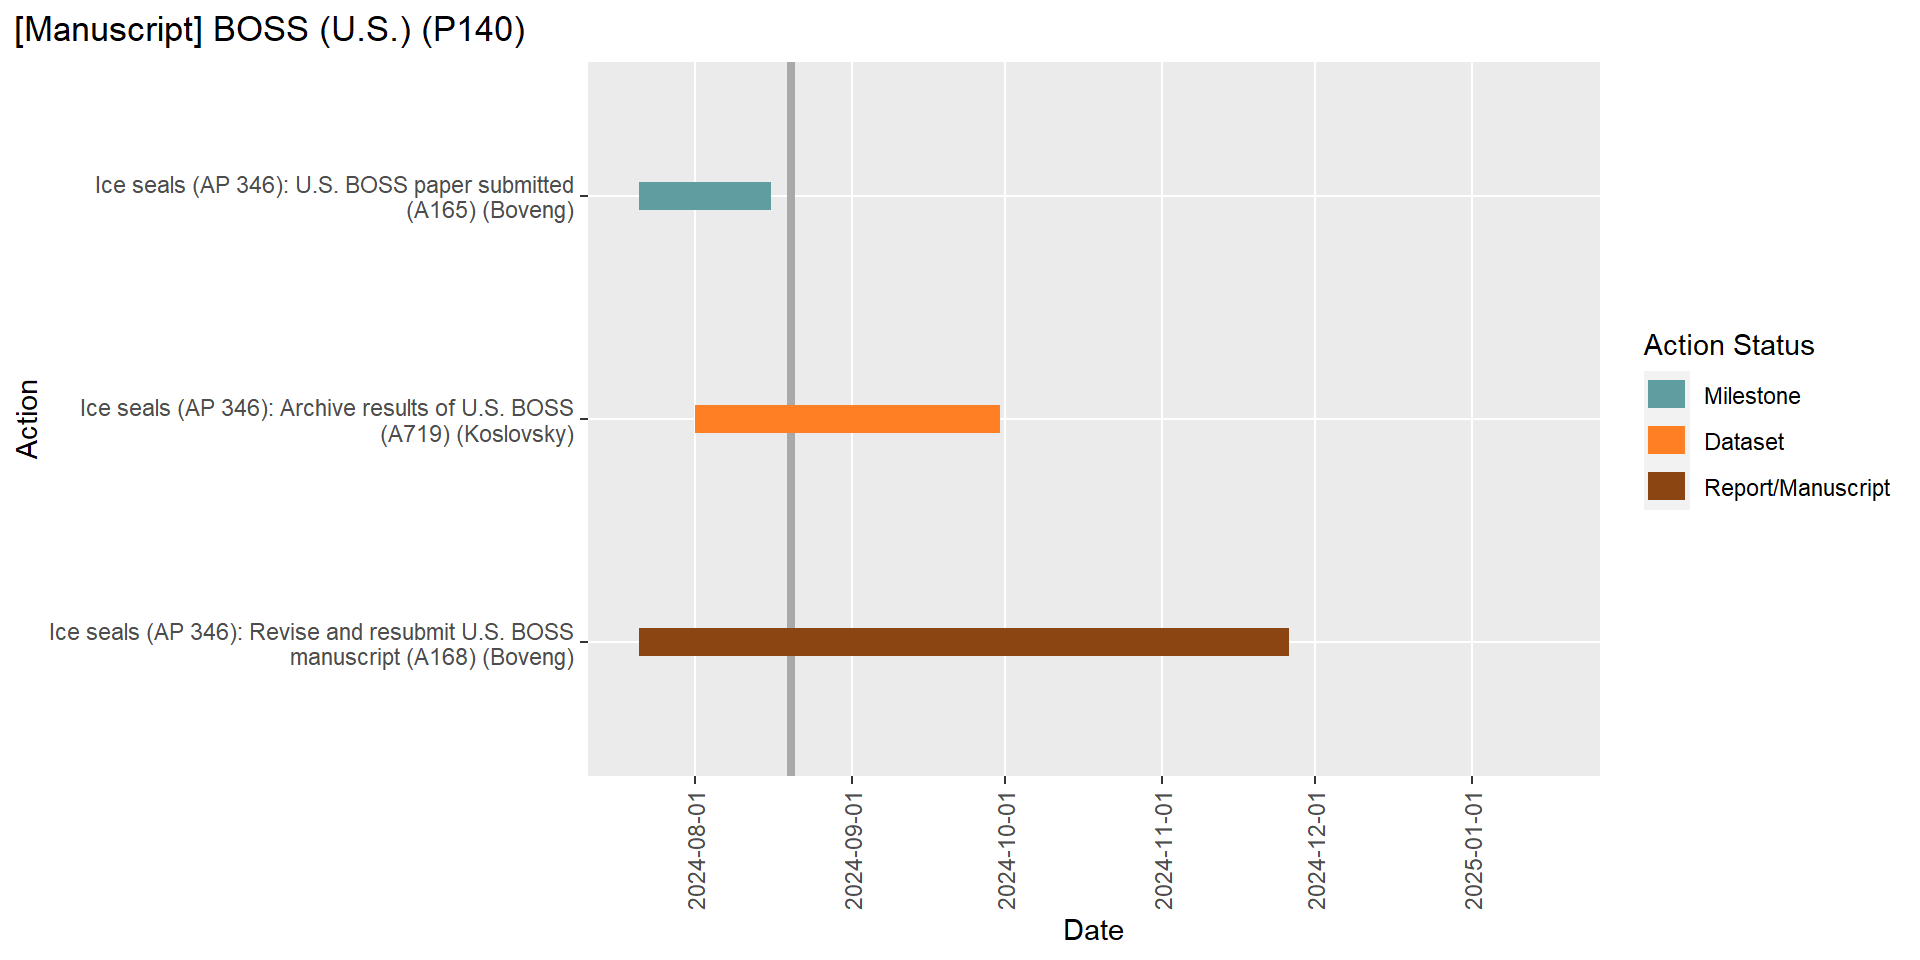 [Manuscript] BOSS (U.S.) (P140)
Action
Ice seals (AP 346): U.S. BOSS paper submitted
(A165) (Boveng)
Ice seals (AP 346): Archive results of U.S. BOSS
(A719) (Koslovsky)
Ice seals (AP 346): Revise and resubmit U.S. BOSS
manuscript (A168) (Boveng)
2024-08-01
2024-09-01
2024-10-01
2024-11-01
2024-12-01
2025-01-01
Date
Action Status
Milestone
Dataset
Report/Manuscript